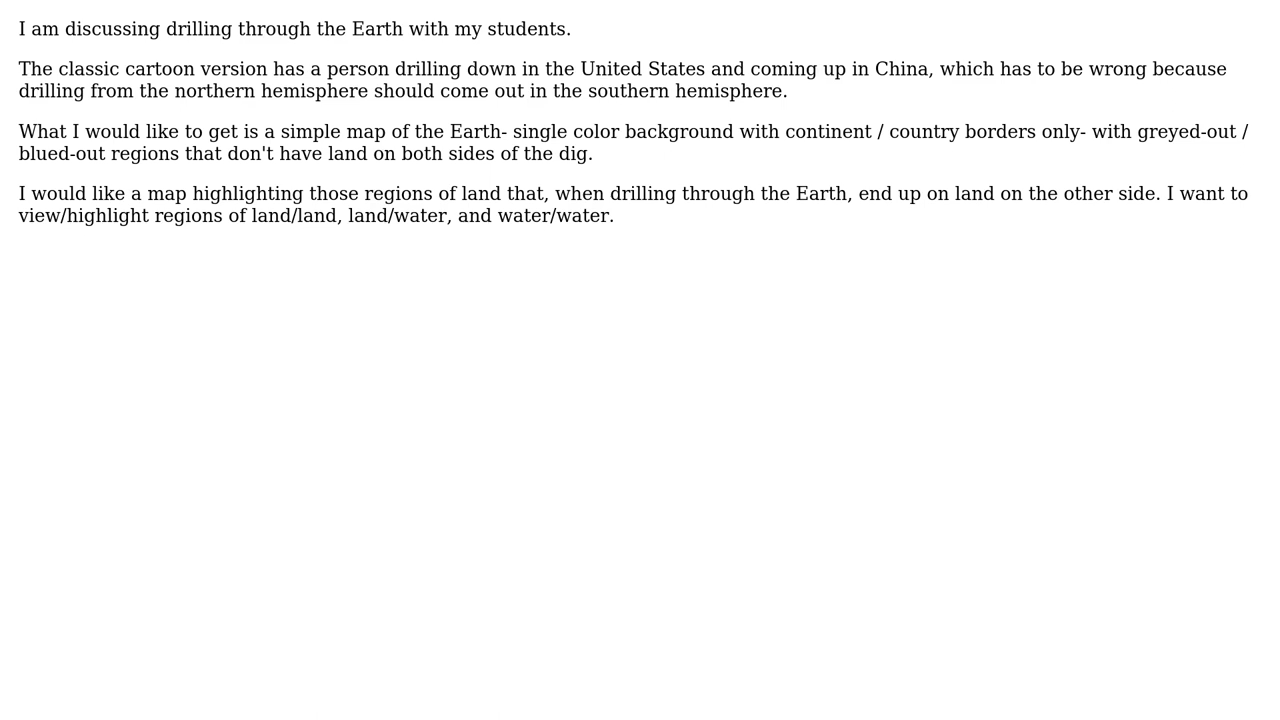 I am discussing drilling through the Earth with my students.
The classic cartoon version has a person drilling down in the United States and coming up in China, which has to be wrong because
drilling from the northern hemisphere should come out in the southern hemisphere.
What I would like to get is a simple map of the Earth- single color background with continent / country borders only- with greyed-out /
blued-out regions that don't have land on both sides of the dig.
I would like a map highlighting those regions of land that, when drilling through the Earth, end up on land on the other side. I want to
view/highlight regions of land/land, land/water, and water/water.